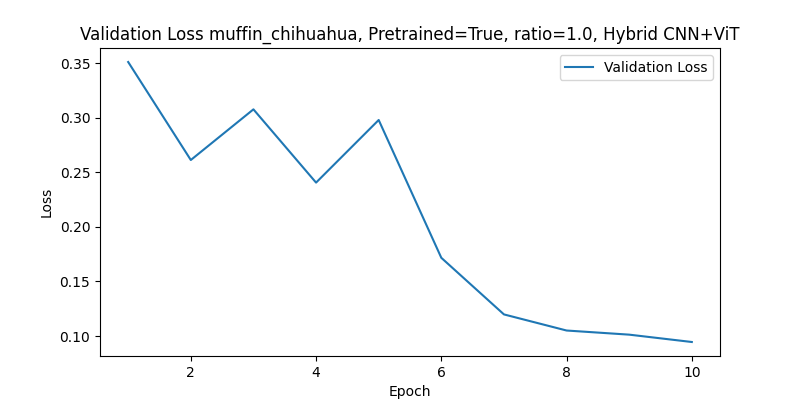 Validation Loss muffin_chihuahua, Pretrained=True, ratio=1.0, Hybrid CNN+ViT
Validation Loss
0.35
0.30
0.25
0.20
0.15
0.10
Loss
2 4 6 8 10
Epoch